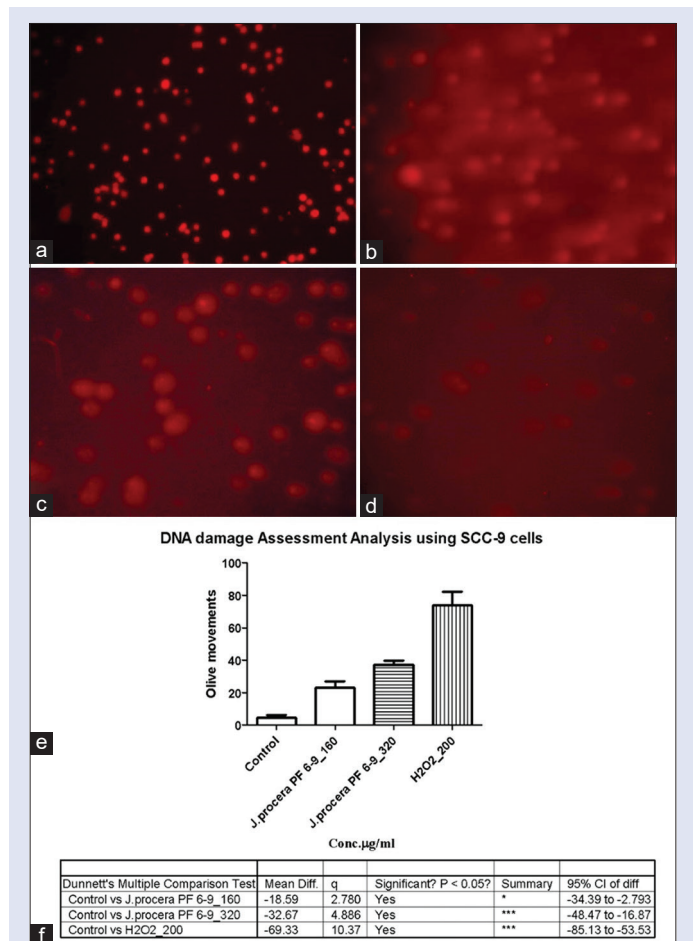 a
b
c
d
DNA damage Assessment Analysis using SCC-9 cells
Olive movements
100
80
60
40
20
0
Control
J.procera PF 6-9_160
J.procera PF 6-9_320
H2O2_200
Conc.µg/ml
e
Dunnett's Multiple Comparison Test Mean Diff. q Significant? P < 0.05? Summary 95% CI of diff
Control vs J.procera PF 6-9_160 -18.59 2.780 Yes * -34.39 to -2.793
Control vs J.procera PF 6-9_320 -32.67 4.886 Yes *** -48.47 to -16.87
Control vs H2O2_200 -69.33 10.37 Yes *** -85.13 to -53.53
f